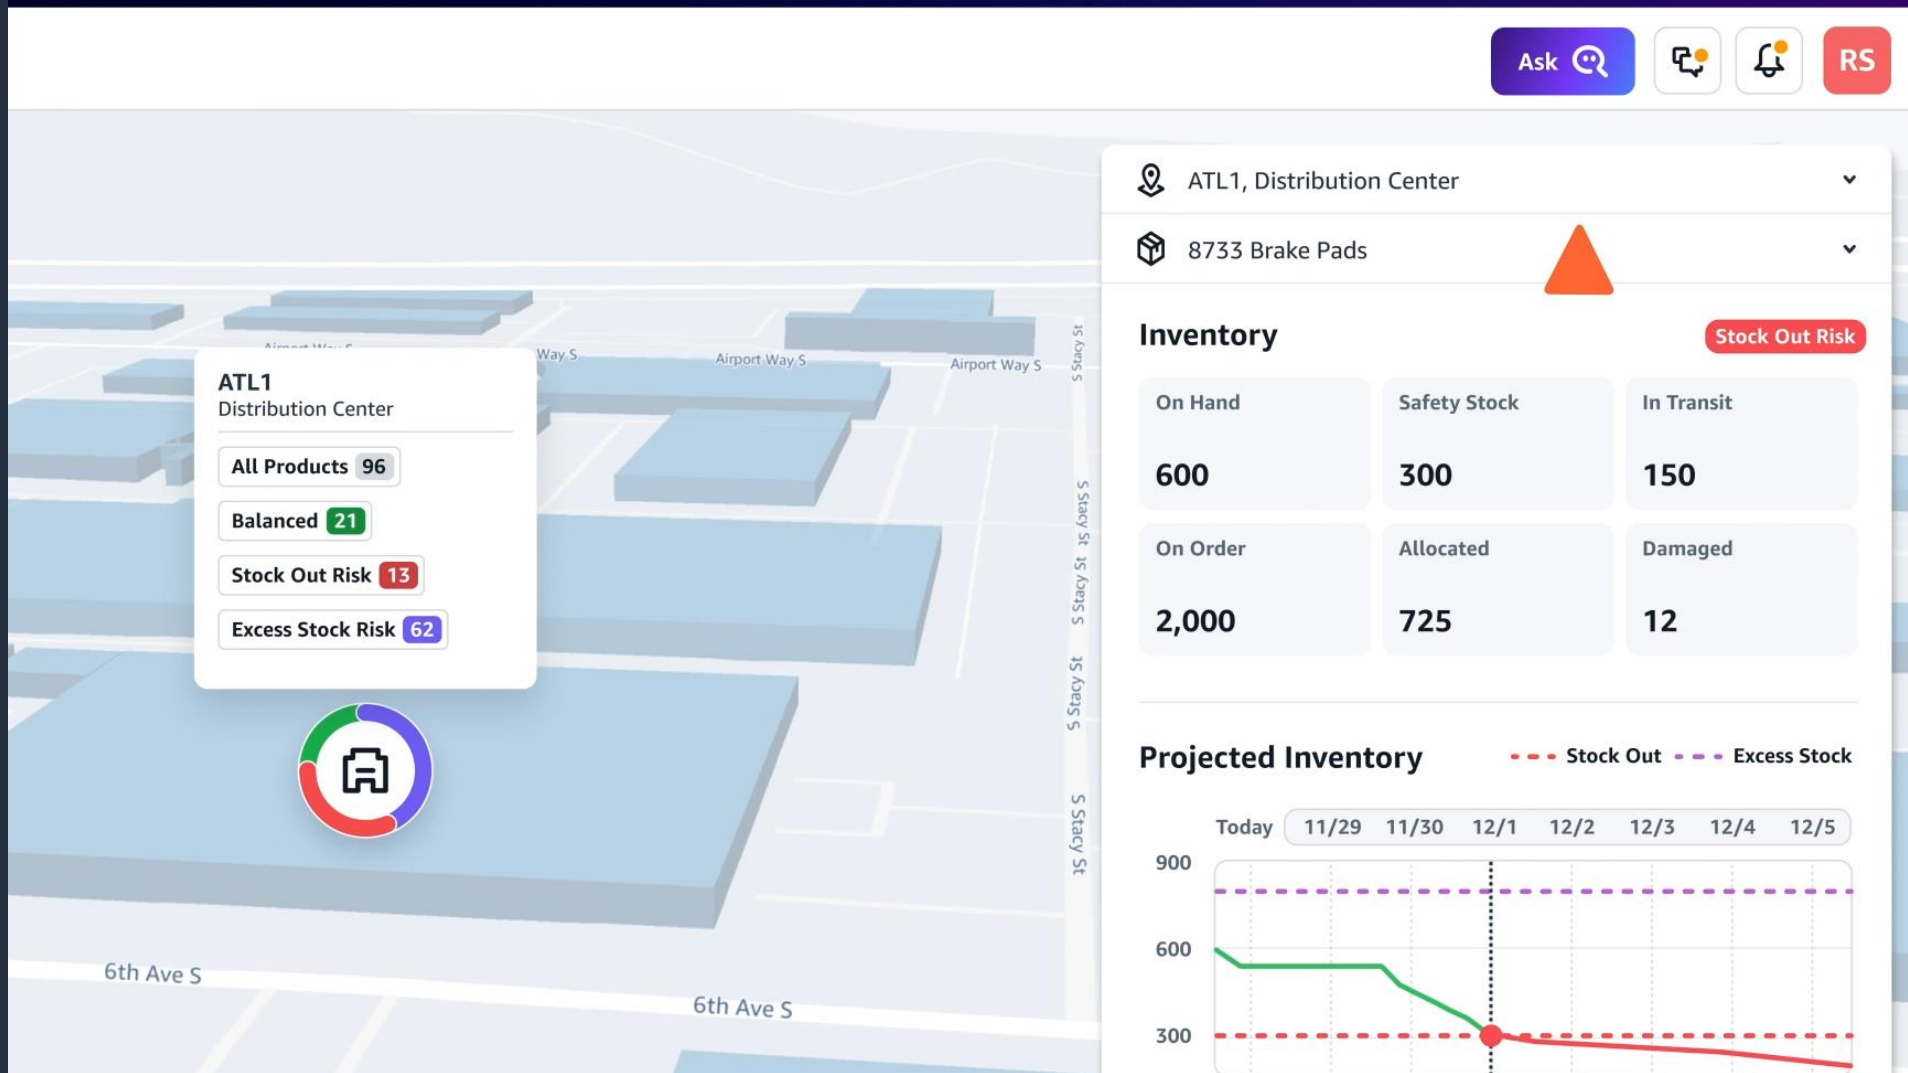 Ask
RS
ATL1, Distribution Center
8733 Brake Pads
Inventory
Stock Out Risk
On Hand
Safety Stock
In Transit
600
300
150
On Order
Allocated
Damaged
2,000
725
12
Projected Inventory
Stock Out
Excess Stock
Today 11/29 11/30 12/1 12/2 12/3 12/4 12/5
900
600
300
ATL1
Distribution Center
All Products 96
Balanced 21
Stock Out Risk 13
Excess Stock Risk 62
Airport Way S
Way S
Airport Way S
Airport Way S
S Stacy St
S Stacy St
S Stacy St
S Stacy St
S Stacy St
6th Ave S
6th Ave S